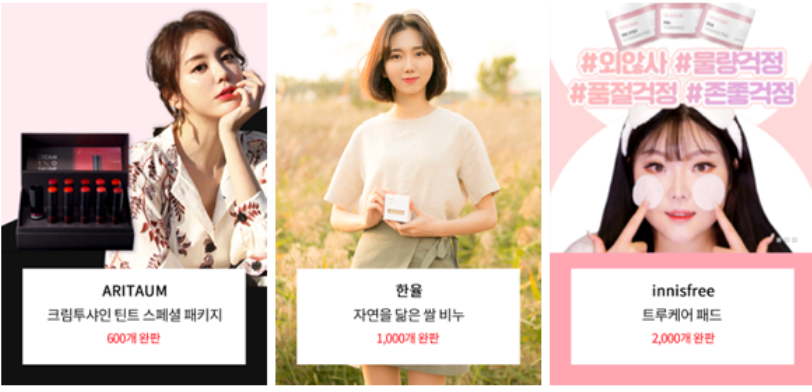 ARITAUM
크림투샤인 틴트 스페셜 패키지
600개 완판
한율
자연을 닮은 쌀 비누
1,000개 완판
#외않사 #물량걱정
#품절걱정 #존좋걱정
innisfree
트루케어 패드
2,000개 완판